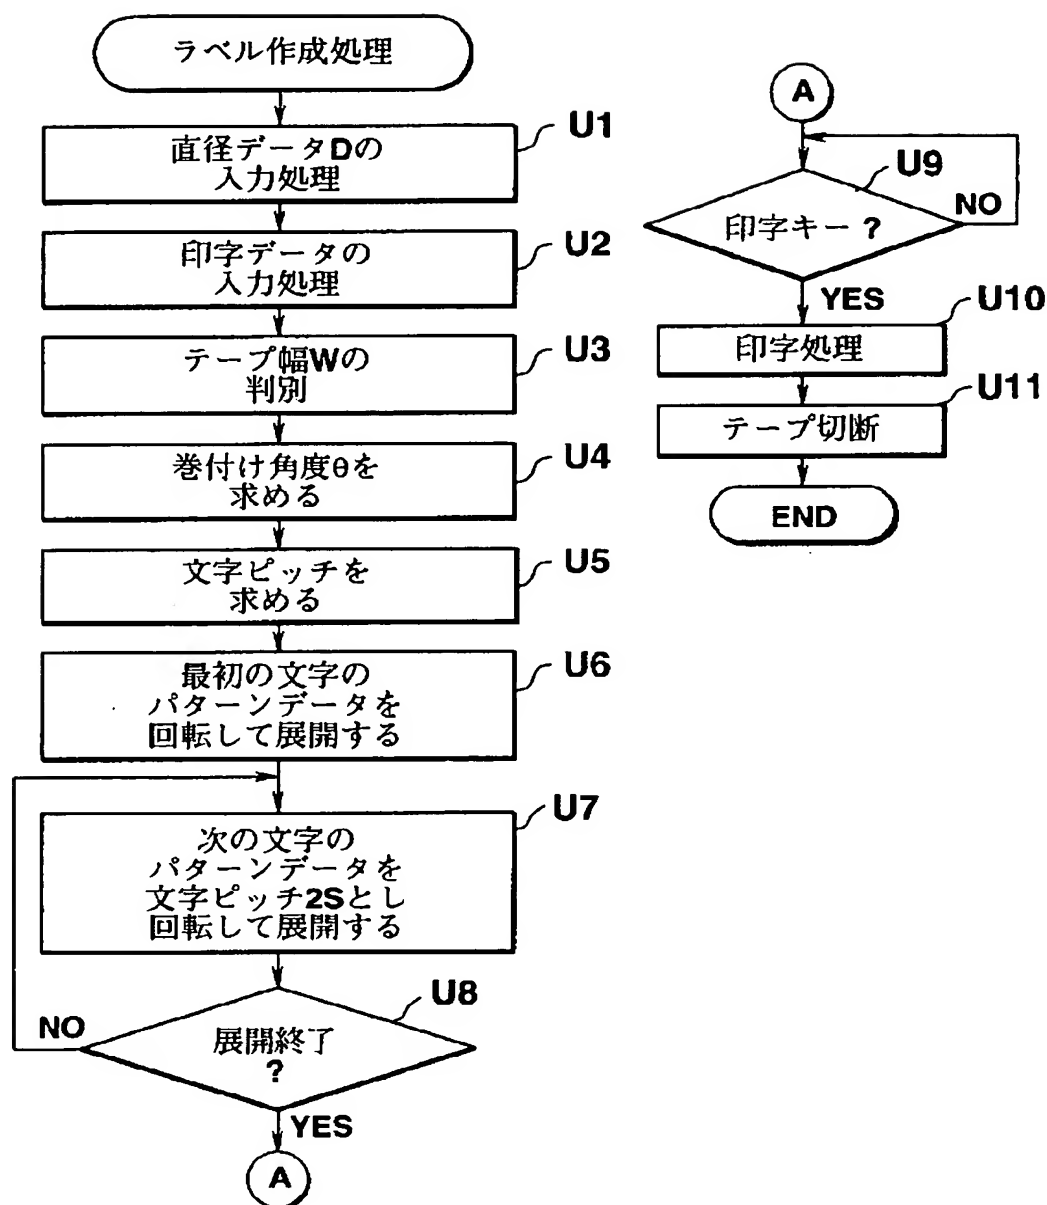 ラベル作成処理
直径データDの
入力処理
U1
印字データの
入力処理
U2
テープ幅Wの
判別
U3
巻付け角度θを
求める
U4
文字ピッチを
求める
U5
最初の文字の
パターンデータを
回転して展開する
U6
次の文字の
パターンデータを
文字ピッチ2Sとし
回転して展開する
U7
展開終了
?
U8
NO
YES
A
A
印字キー?
U9
NO
YES
印字処理
U10
テープ切断
U11
END